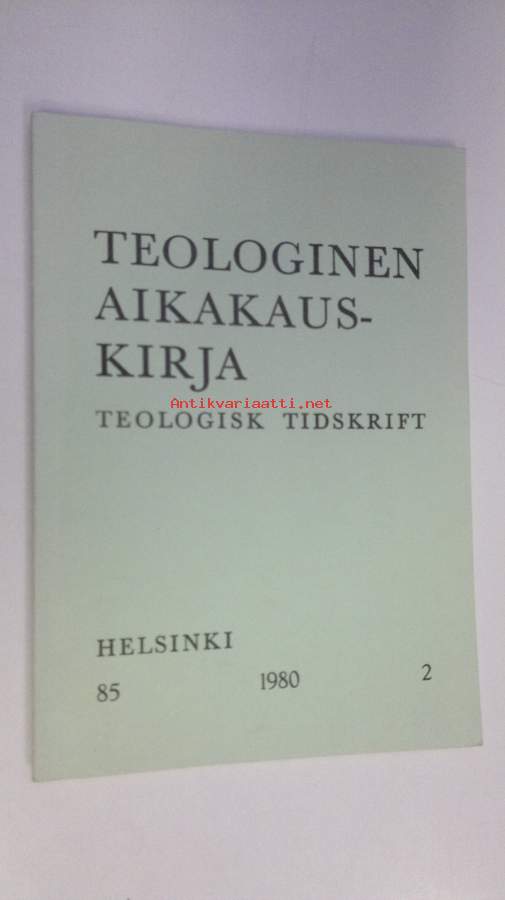 TEOLOGINEN
AIKAKAUS-
KIRJA
Antikvariaatti.net
TEOLOGISK TIDSKRIFT
HELSINKI
85 1980 2